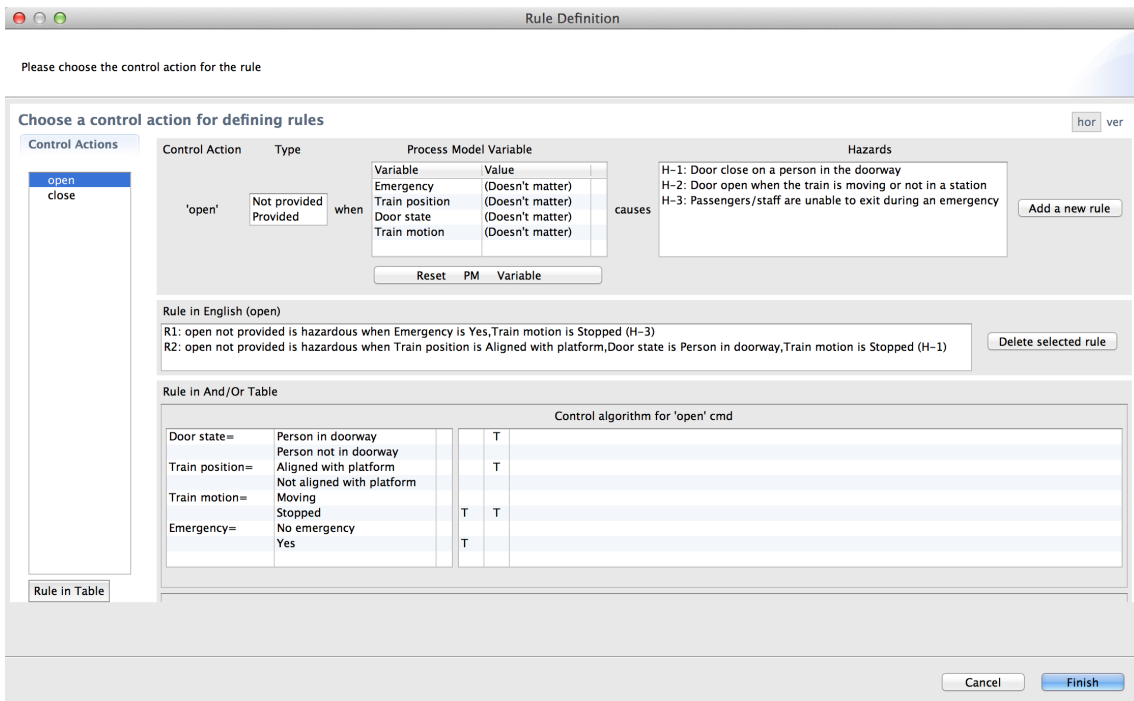 Rule Definition
Please choose the control action for the rule
Choose a control action for defining rules
hor ver
Control Actions
open
close
Rule in Table
Control Action Type Process Model Variable Hazards
'open'
Not provided
Provided
when
Variable Value
Emergency (Doesn't matter)
Train position (Doesn't matter)
Door state (Doesn't matter)
Train motion (Doesn't matter)
Reset PM Variable
causes
H-1: Door close on a person in the doorway
H-2: Door open when the train is moving or not in a station
H-3: Passengers/staff are unable to exit during an emergency
Add a new rule
Rule in English (open)
R1: open not provided is hazardous when Emergency is Yes,Train motion is Stopped (H-3)
R2: open not provided is hazardous when Train position is Aligned with platform,Door state is Person in doorway,Train motion is Stopped (H-1)
Delete selected rule
Rule in And/Or Table
Control algorithm for 'open' cmd
Door state= Person in doorway T
Person not in doorway
Train position= Aligned with platform T
Not aligned with platform
Train motion= Moving
Stopped T T
Emergency= No emergency
Yes T
Cancel Finish